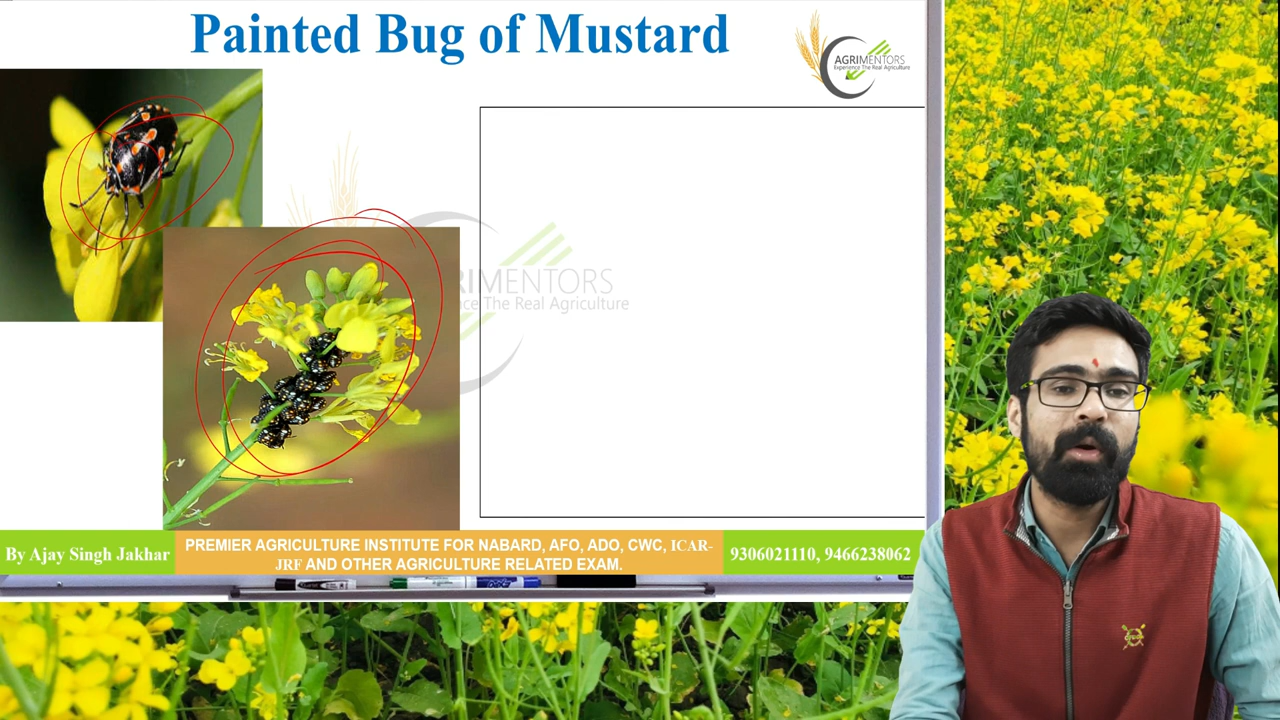 Painted Bug of Mustard
AGRIMENTORS
Experience The Real Agriculture
RIMENTORS
ce The Real Agriculture
By Ajay Singh Jakhar
PREMIER AGRICULTURE INSTITUTE FOR NABARD, AFO, ADO, CWC, ICAR-
JRF AND OTHER AGRICULTURE RELATED EXAM.
9306021110, 9466238062